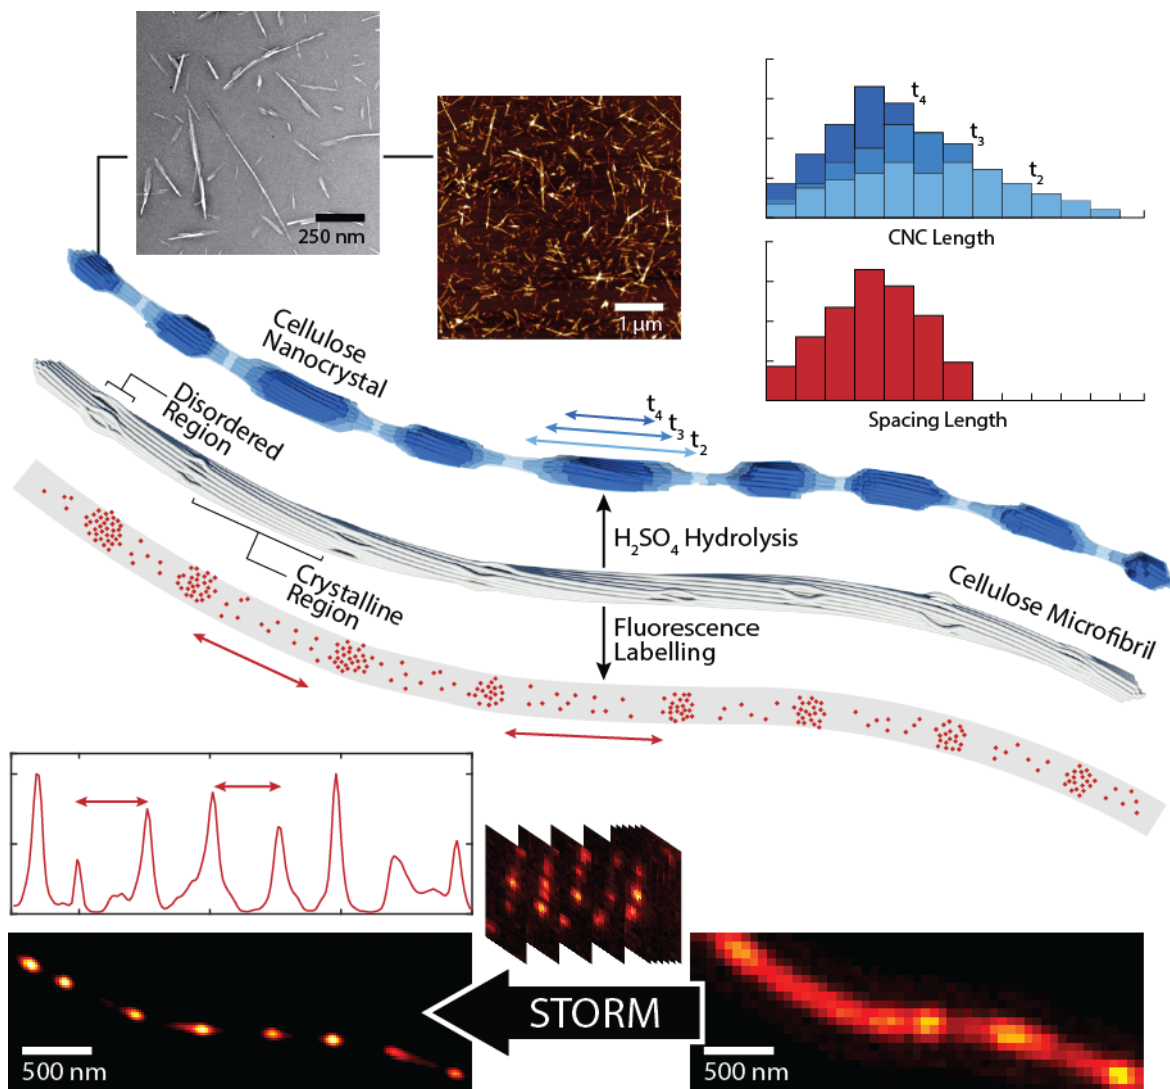 250 nm
1 µm
t₄
t₃
t₂
CNC Length
Spacing Length
Cellulose
Nanocrystal
Disordered
Region
t₄
t₃
t₂
H₂SO₄ Hydrolysis
Crystalline
Region
Cellulose Microfibril
Fluorescence
Labelling
STORM
500 nm
500 nm